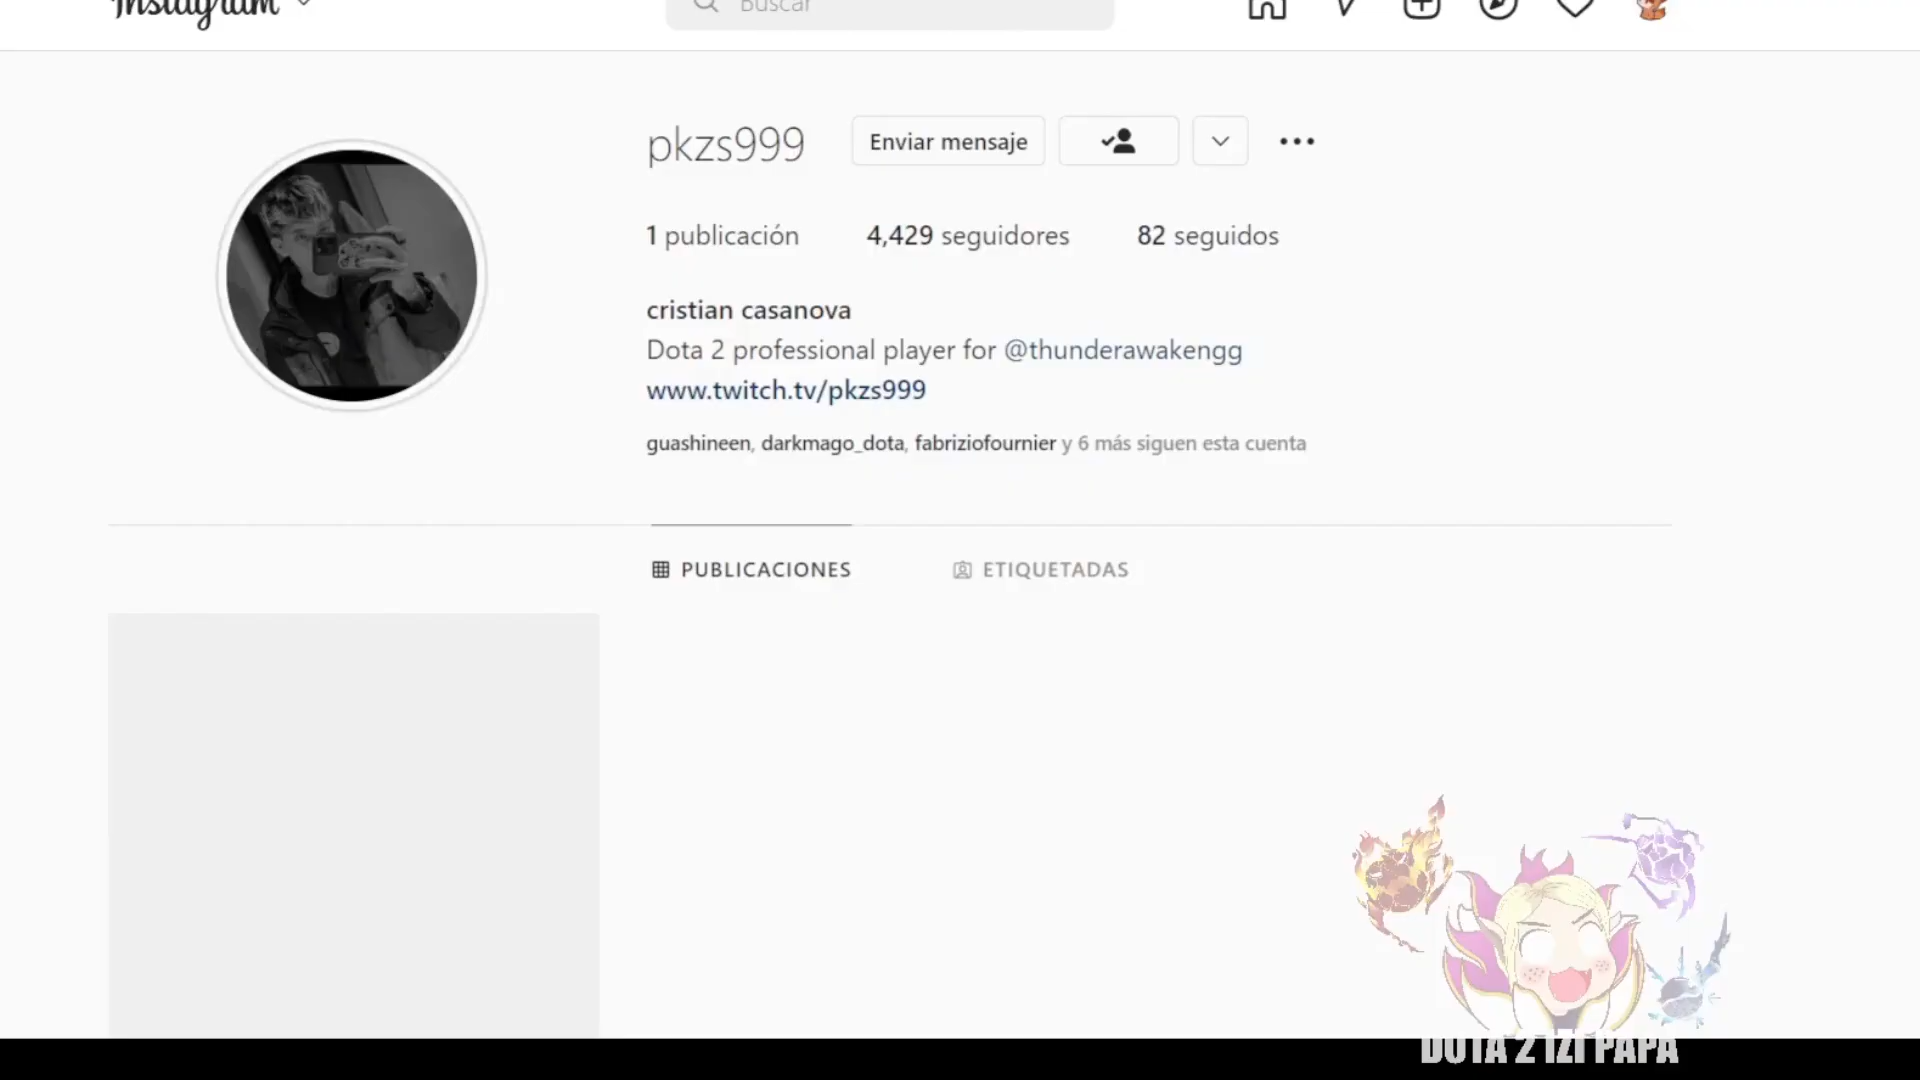 Instagram
Buscar
pkzs999
Enviar mensaje
1 publicación 4,429 seguidores 82 seguidos
cristian casanova
Dota 2 professional player for @thunderawakengg
www.twitch.tv/pkzs999
guashineen, darkmago_dota, fabriziofournier y 6 más siguen esta cuenta
PUBLICACIONES ETIQUETADAS
DOTA 2 IZI PAPA